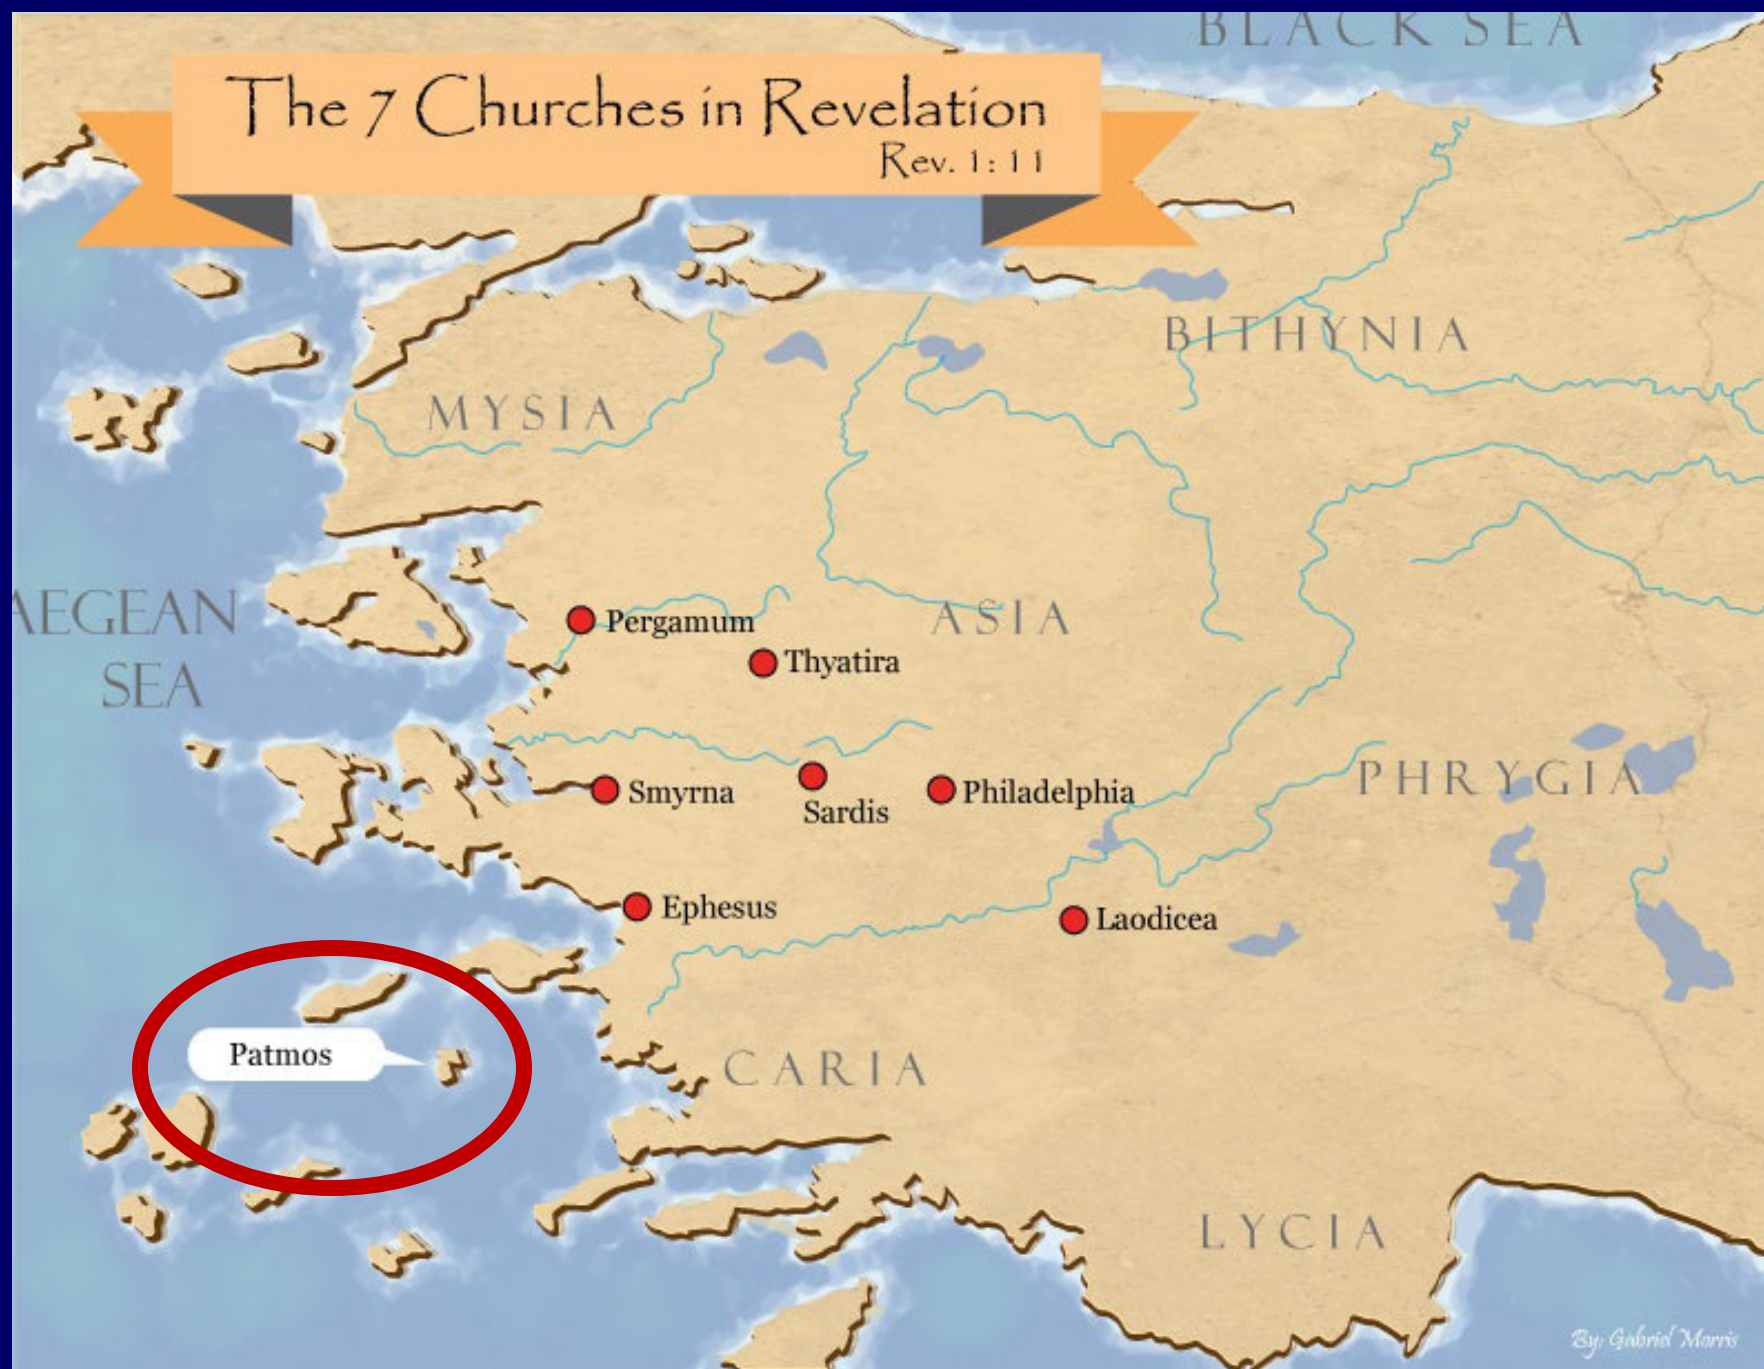 BLACK SEA
The 7 Churches in Revelation
Rev. 1:11
BITHYNIA
MYSIA
AEGEAN
SEA
Pergamum
ASIA
Thyatira
PHRYGIA
Smyrna
Sardis
Philadelphia
Ephesus
Laodicea
Patmos
CARIA
LYCIA
By: Gabriel Morris